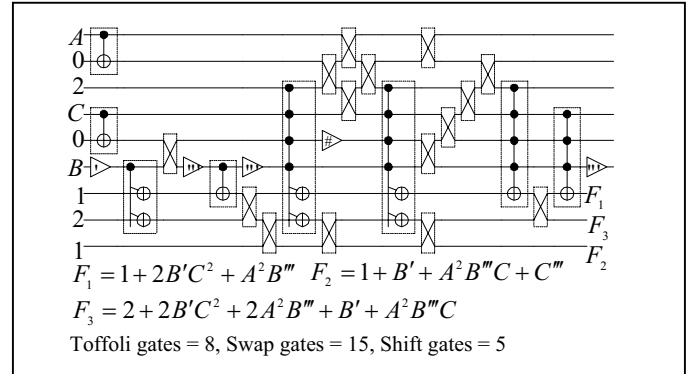 A
0
2
C
0 #
B ' ''' ''' '''
1 F₁
2 F₃
1 F₂
F₁ = 1 + 2B′C² + A²B‴ F₂ = 1 + B′ + A²B‴C + C‴
F₃ = 2 + 2B′C² + 2A²B‴ + B′ + A²B‴C
Toffoli gates = 8, Swap gates = 15, Shift gates = 5